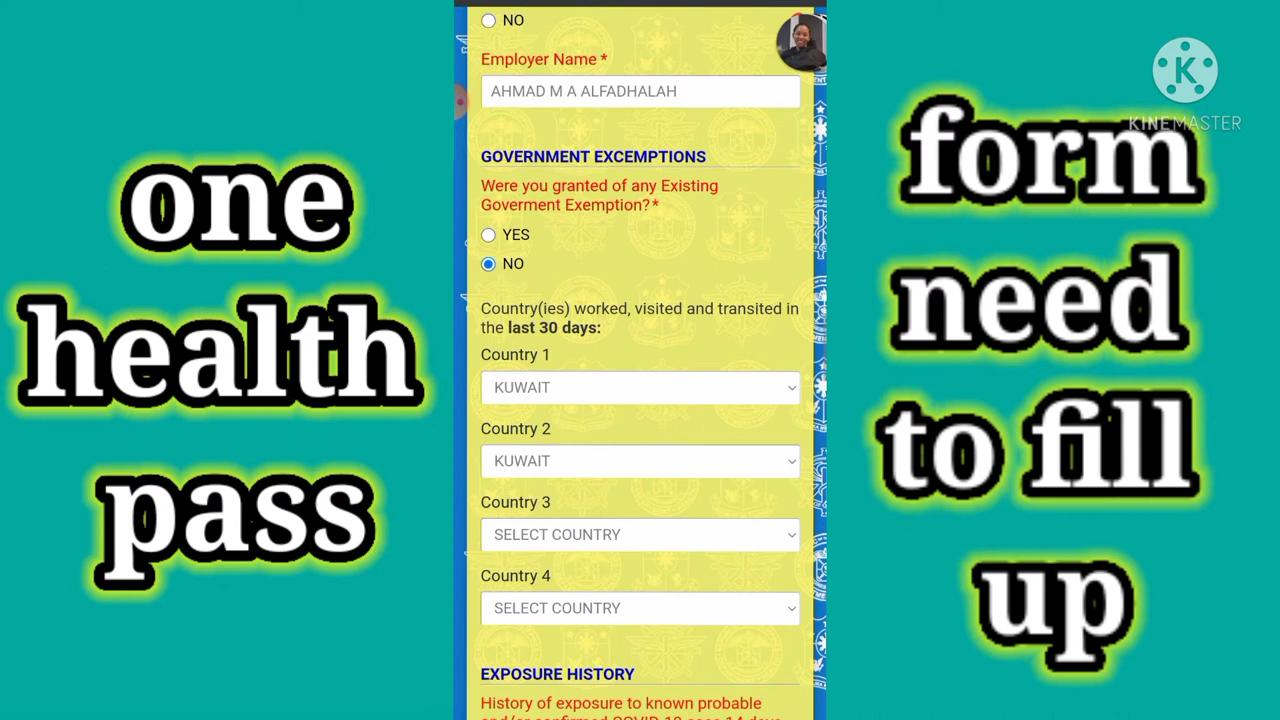 one
health
pass
NO
Employer Name *
AHMAD M A ALFADHALAH
GOVERNMENT EXCEMPTIONS
Were you granted of any Existing
Goverment Exemption? *
YES
NO
Country(ies) worked, visited and transited in
the last 30 days:
Country 1
KUWAIT
Country 2
KUWAIT
Country 3
SELECT COUNTRY
Country 4
SELECT COUNTRY
EXPOSURE HISTORY
History of exposure to known probable
K
KINEMASTER
form
need
to fill
up